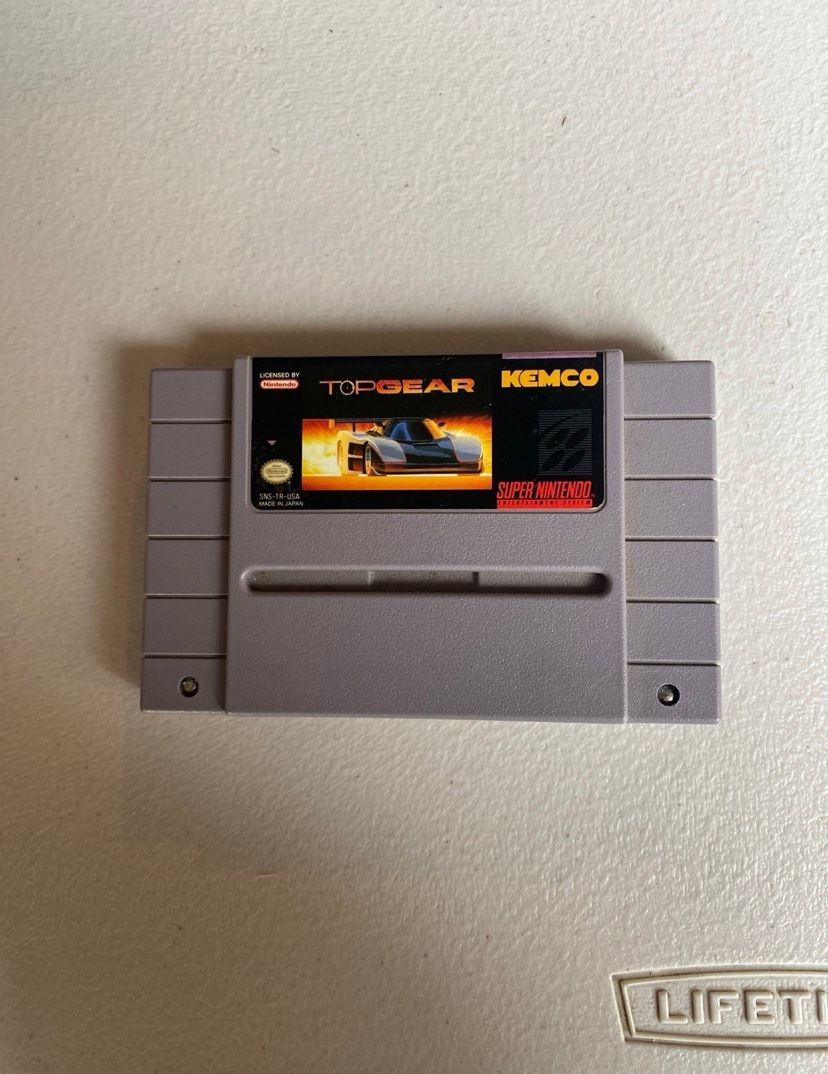 LICENSED BY
Nintendo
TOPGEAR
KEMCO
SNS-TR-USA
MADE IN JAPAN
SUPER NINTENDO
ENTERTAINMENT SYSTEM
LIFETI